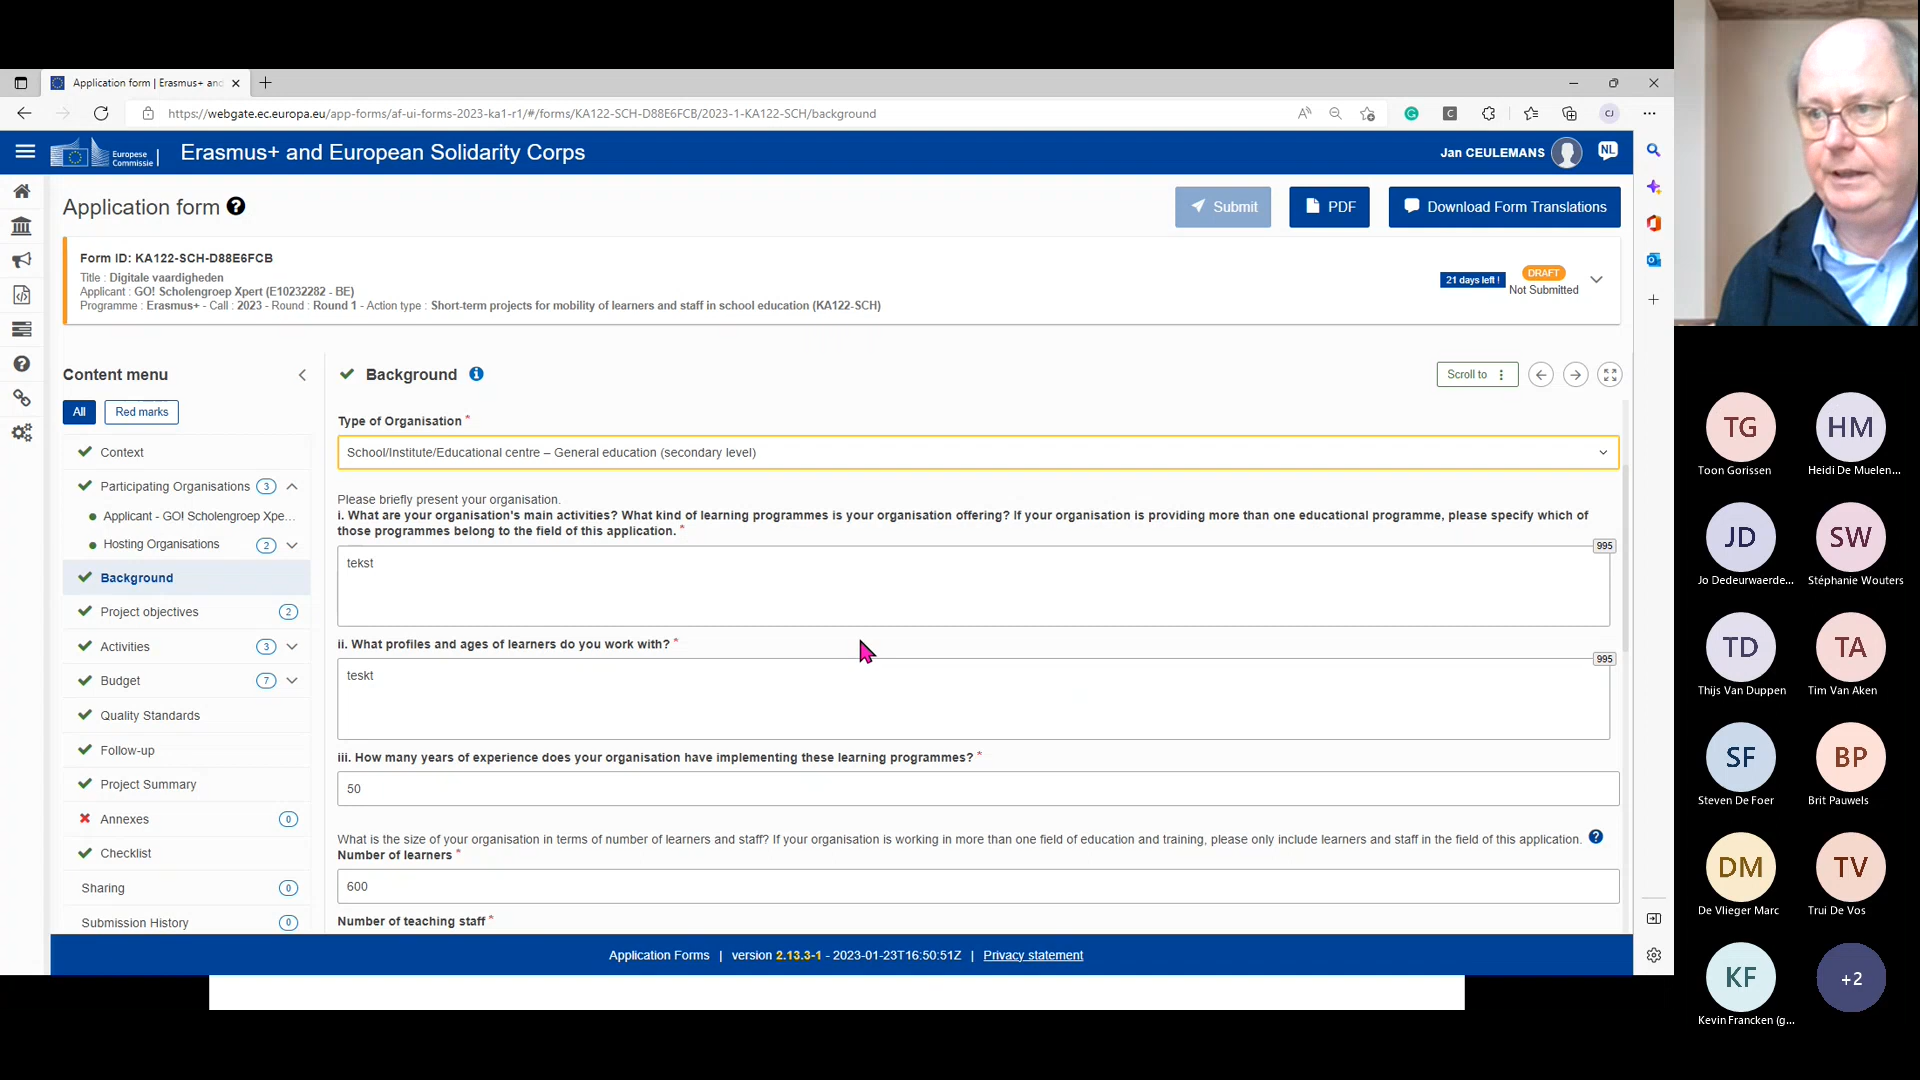 Application form | Erasmus+ and
https://webgate.ec.europa.eu/app-forms/af-ui-forms-2023-ka1-r1/#/forms/KA122-SCH-D88E6FCB/2023-1-KA122-SCH/background
CJ
Europese
Commissie
Erasmus+ and European Solidarity Corps
Jan CEULEMANS
NL
Application form
Submit
PDF
Download Form Translations
Form ID: KA122-SCH-D88E6FCB
Title : Digitale vaardigheden
Applicant : GO! Scholengroep Xpert (E10232282 - BE)
Programme : Erasmus+ - Call : 2023 - Round : Round 1 - Action type : Short-term projects for mobility of learners and staff in school education (KA122-SCH)
21 days left !
DRAFT
Not Submitted
Content menu
All
Red marks
Context
Participating Organisations 3
Applicant - GO! Scholengroep Xpe...
Hosting Organisations 2
Background
Project objectives 2
Activities 3
Budget 7
Quality Standards
Follow-up
Project Summary
Annexes 0
Checklist
Sharing 0
Submission History 0
Background
Scroll to
Type of Organisation *
School/Institute/Educational centre – General education (secondary level)
Please briefly present your organisation.
i. What are your organisation's main activities? What kind of learning programmes is your organisation offering? If your organisation is providing more than one educational programme, please specify which of
those programmes belong to the field of this application. *
995
tekst
ii. What profiles and ages of learners do you work with? *
995
teskt
iii. How many years of experience does your organisation have implementing these learning programmes? *
50
What is the size of your organisation in terms of number of learners and staff? If your organisation is working in more than one field of education and training, please only include learners and staff in the field of this application.
Number of learners *
600
Number of teaching staff *
Application Forms | version 2.13.3-1 - 2023-01-23T16:50:51Z | Privacy statement
TG
Toon Gorissen
HM
Heidi De Muelen...
JD
Jo Dedeurwaerde...
SW
Stéphanie Wouters
TD
Thijs Van Duppen
TA
Tim Van Aken
SF
Steven De Foer
BP
Brit Pauwels
DM
De Vlieger Marc
TV
Trui De Vos
KF
Kevin Francken (g...
+2